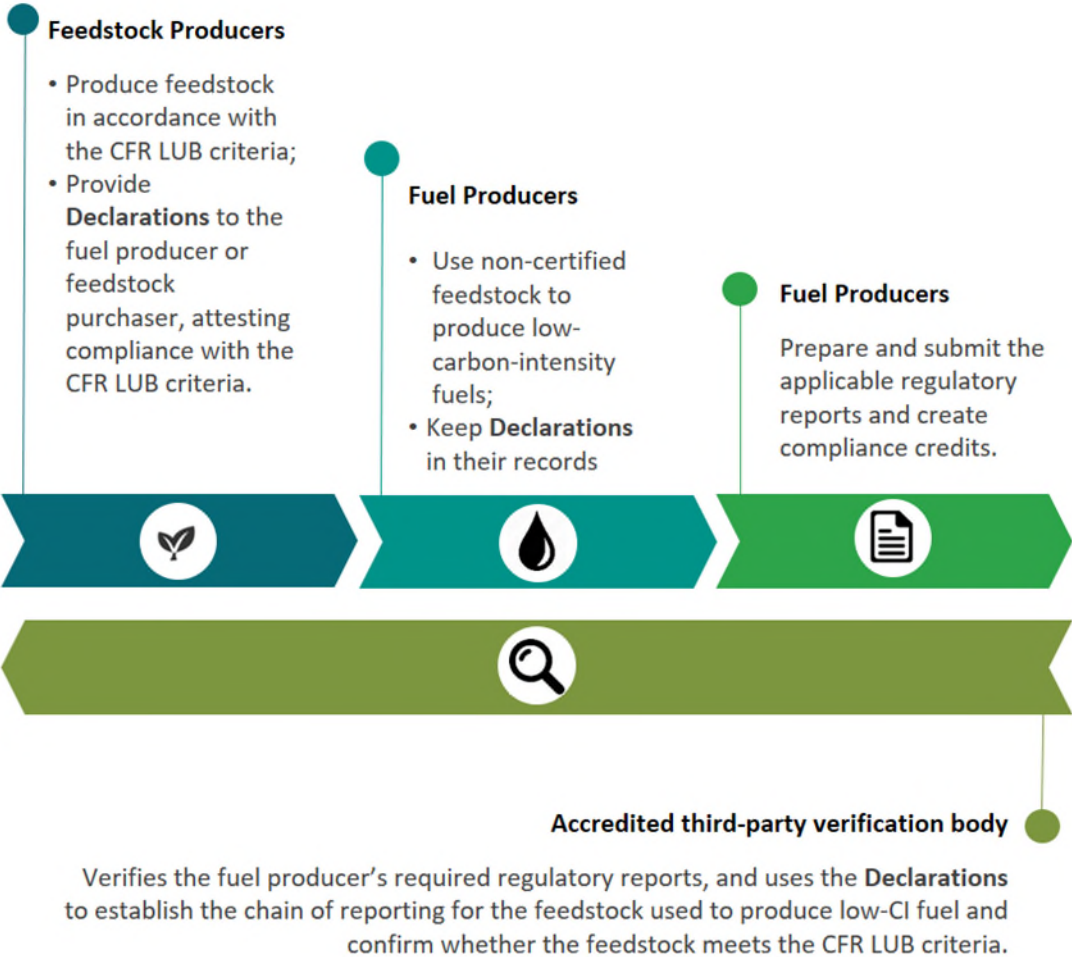 Feedstock Producers
• Produce feedstock
in accordance with
the CFR LUB criteria;
• Provide
Declarations to the
fuel producer or
feedstock
purchaser, attesting
compliance with the
CFR LUB criteria.
Fuel Producers
• Use non-certified
feedstock to
produce low-
carbon-intensity
fuels;
• Keep Declarations
in their records
Fuel Producers
Prepare and submit the
applicable regulatory
reports and create
compliance credits.
Accredited third-party verification body
Verifies the fuel producer’s required regulatory reports, and uses the Declarations
to establish the chain of reporting for the feedstock used to produce low-CI fuel and
confirm whether the feedstock meets the CFR LUB criteria.